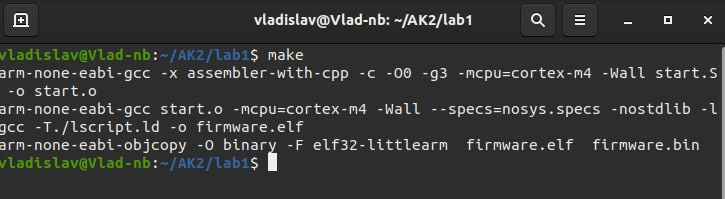 vladislav@Vlad-nb: ~/AK2/lab1
vladislav@Vlad-nb:~/AK2/lab1$ make
arm-none-eabi-gcc -x assembler-with-cpp -c -O0 -g3 -mcpu=cortex-m4 -Wall start.S
 -o start.o
arm-none-eabi-gcc start.o -mcpu=cortex-m4 -Wall --specs=nosys.specs -nostdlib -l
gcc -T./lscript.ld -o firmware.elf
arm-none-eabi-objcopy -O binary -F elf32-littlearm  firmware.elf  firmware.bin
vladislav@Vlad-nb:~/AK2/lab1$